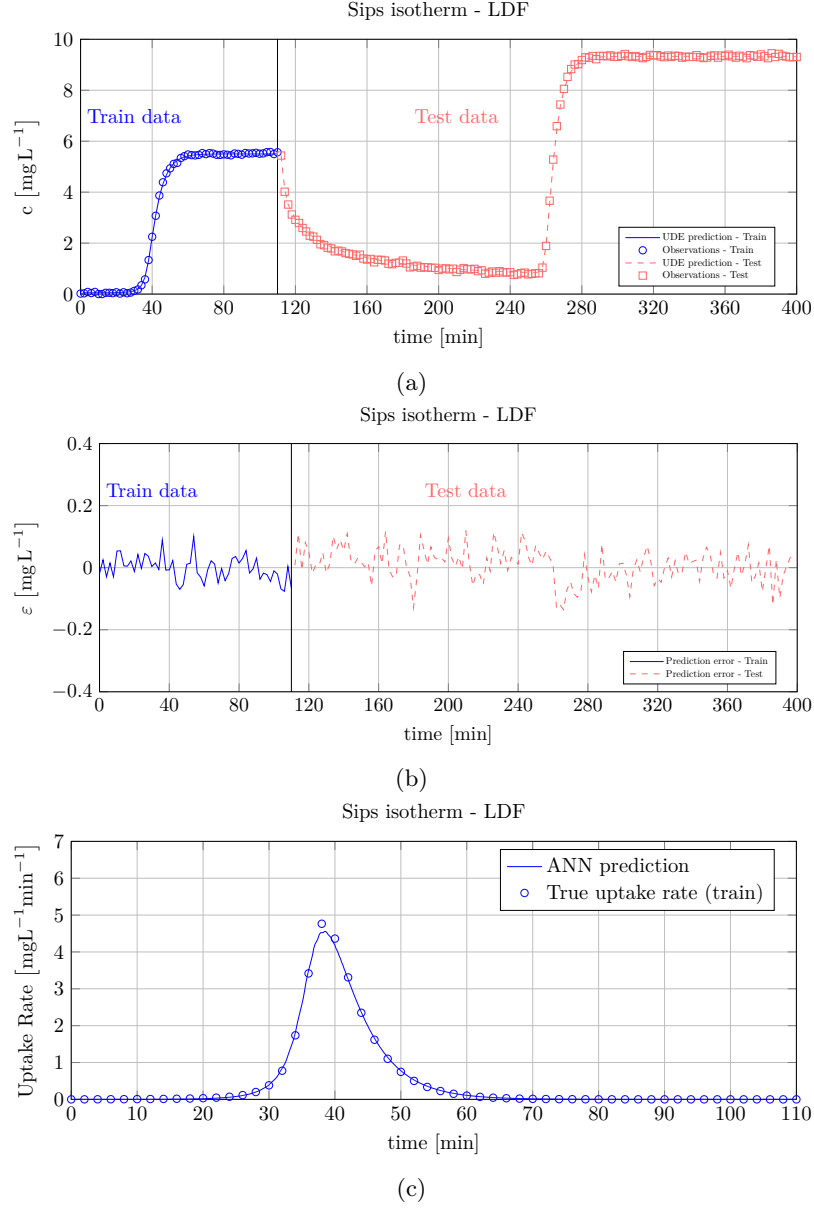 Sips isotherm - LDF
10
8
6
4
2
0
c [mg L⁻¹]
Train data
Test data
UDE prediction - Train
Observations - Train
UDE prediction - Test
Observations - Test
0 40 80 120 160 200 240 280 320 360 400
time [min]
(a)
Sips isotherm - LDF
0.4
0.2
0
−0.2
−0.4
ε [mg L⁻¹]
Train data
Test data
Prediction error - Train
Prediction error - Test
0 40 80 120 160 200 240 280 320 360 400
time [min]
(b)
Sips isotherm - LDF
7
6
5
4
3
2
1
0
Uptake Rate [mgL⁻¹min⁻¹]
ANN prediction
True uptake rate (train)
0 10 20 30 40 50 60 70 80 90 100 110
time [min]
(c)